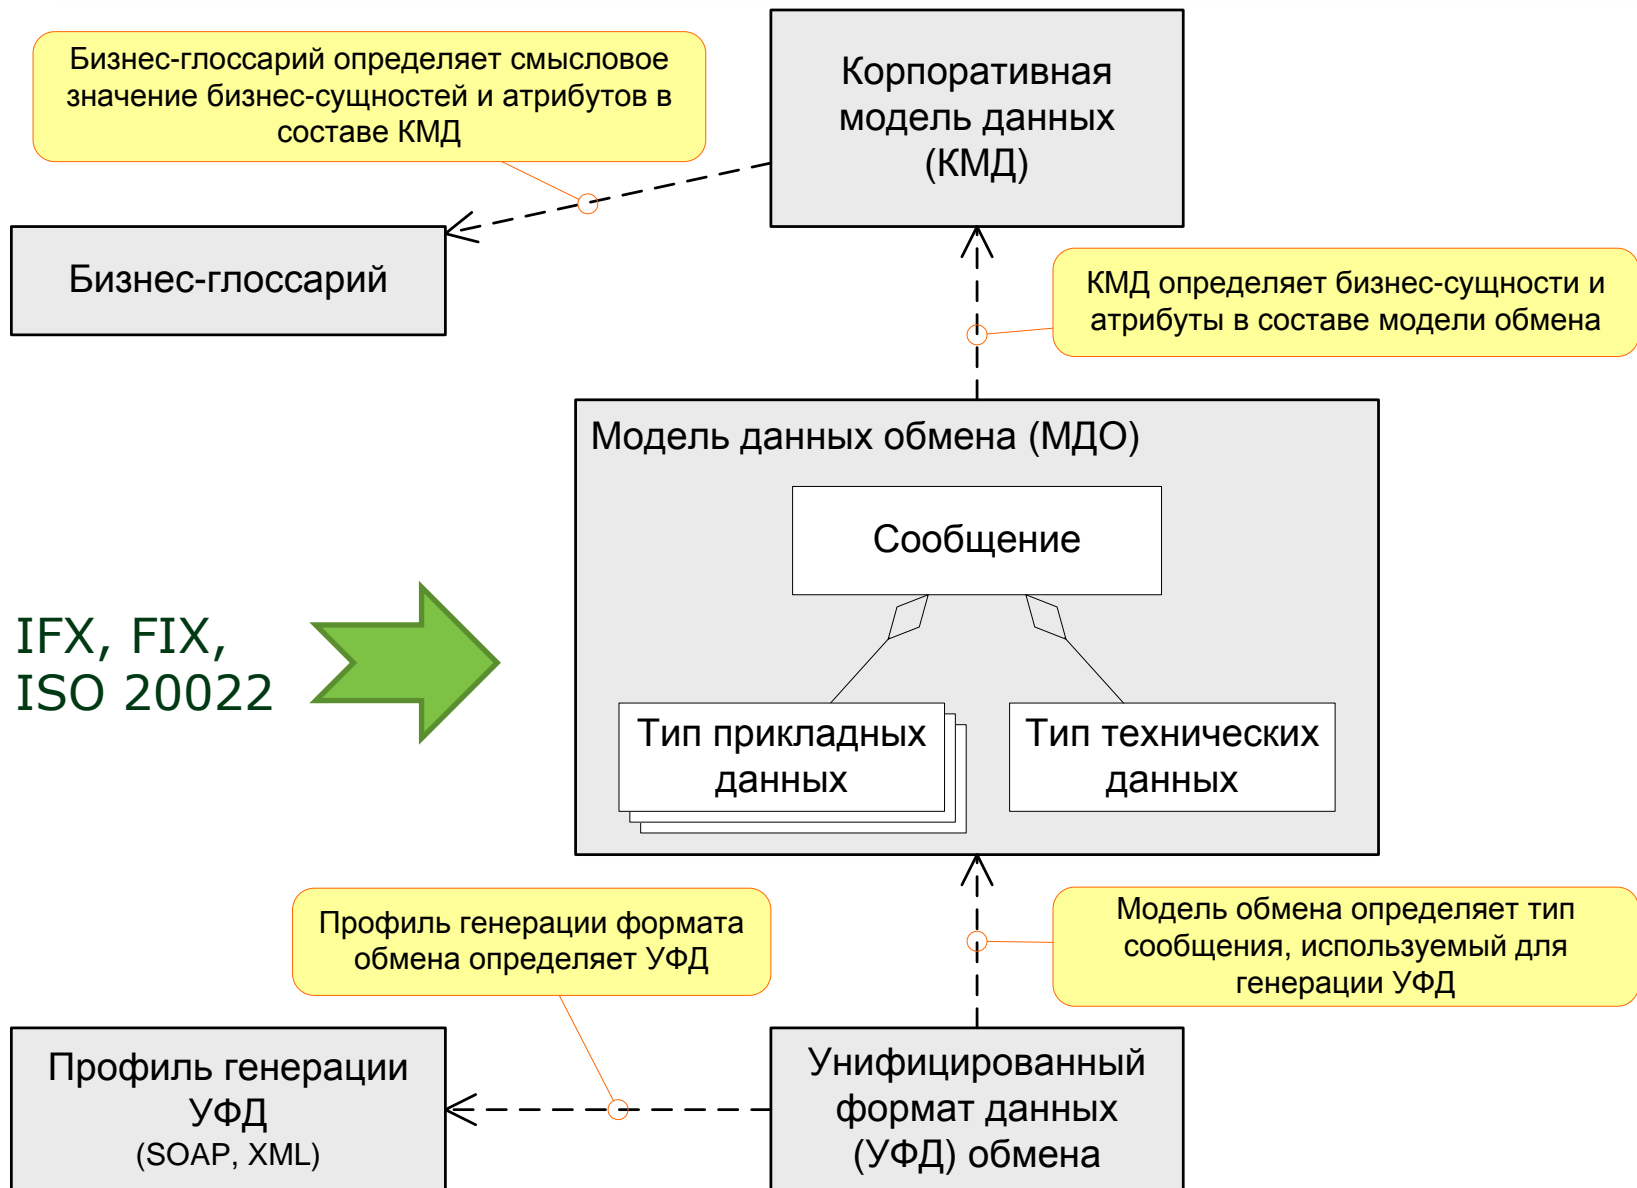 Бизнес-глоссарий определяет смысловое
значение бизнес-сущностей и атрибутов в
составе КМД
Корпоративная
модель данных
(КМД)
Бизнес-глоссарий
КМД определяет бизнес-сущности и
атрибуты в составе модели обмена
Модель данных обмена (МДО)
Сообщение
IFX, FIX,
ISO 20022
Тип прикладных
данных
Тип технических
данных
Профиль генерации формата
обмена определяет УФД
Модель обмена определяет тип
сообщения, используемый для
генерации УФД
Профиль генерации
УФД
(SOAP, XML)
Унифицированный
формат данных
(УФД) обмена